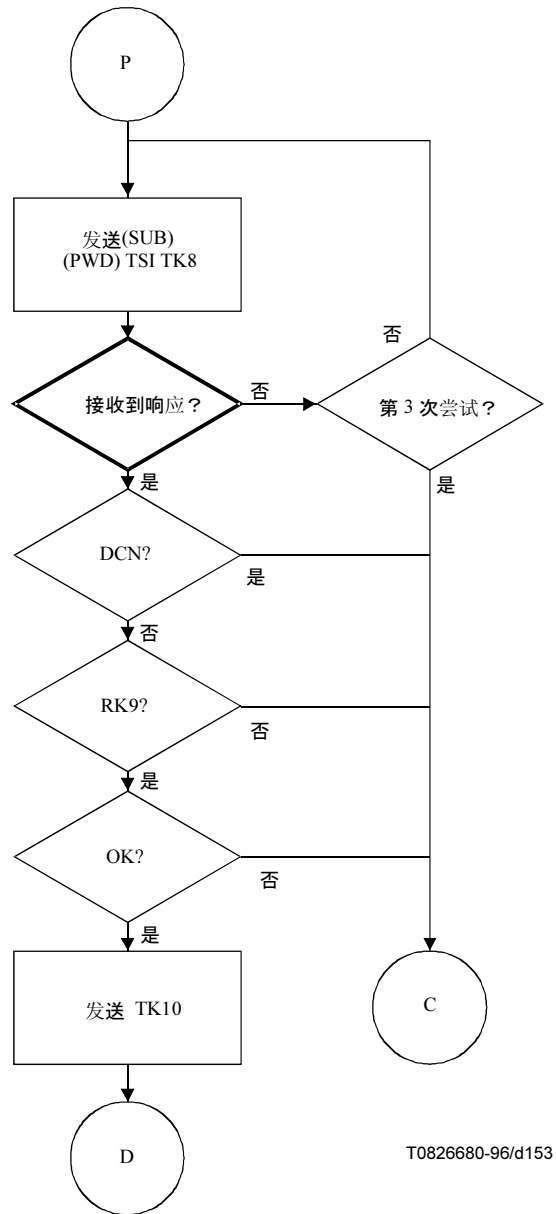 P
发送(SUB)
(PWD) TSI TK8
否
接收到响应？
否
第 3 次尝试？
是
是
DCN?
是
否
RK9?
否
是
OK?
否
是
发送 TK10
C
D
T0826680-96/d153